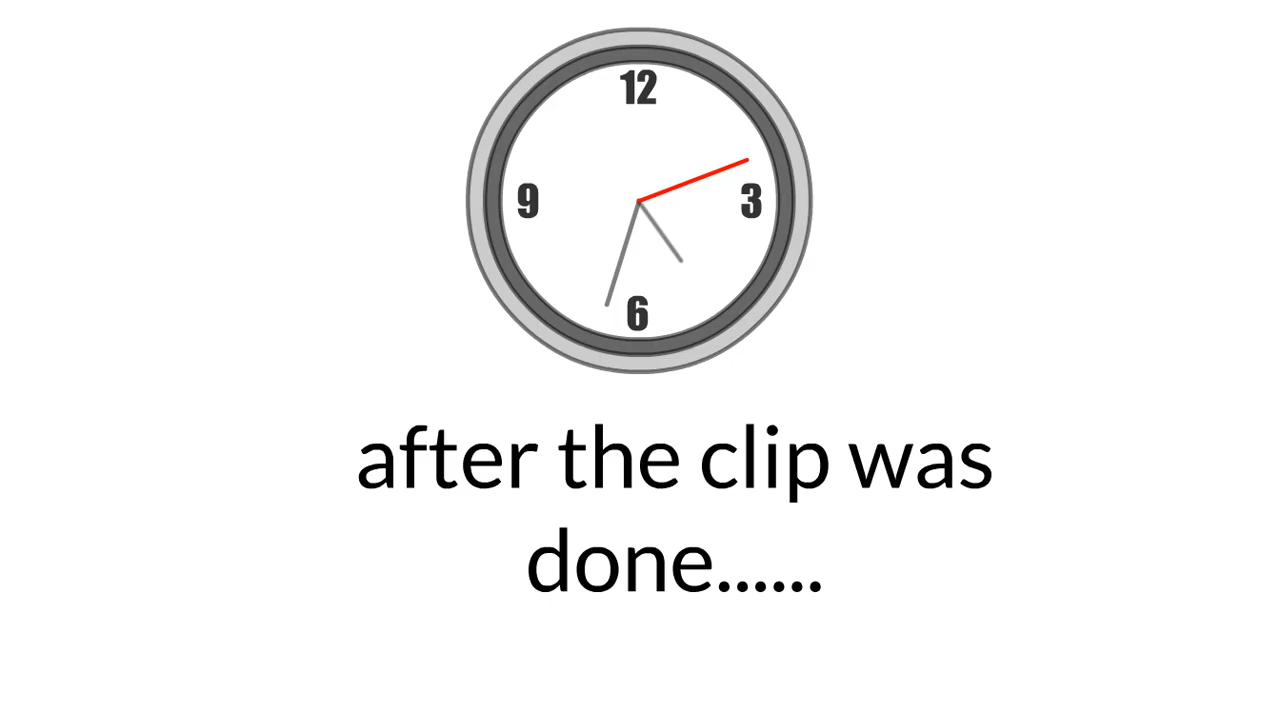 12
9 3
6
after the clip was
done......